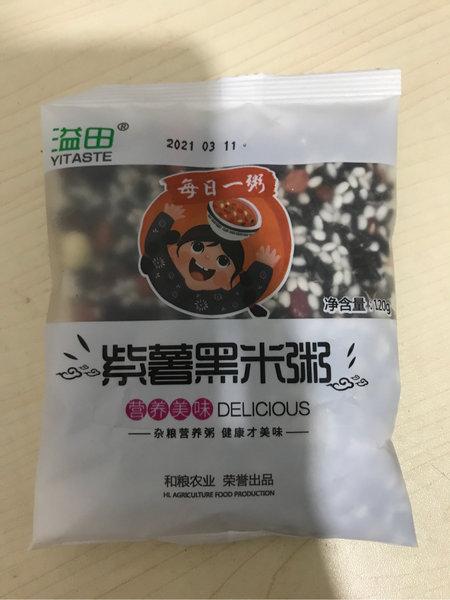 溢田®
YITASTE
2021 03 11
每日一粥
净含量：120g
紫薯黑米粥
营养美味 DELICIOUS
杂粮营养粥 健康才美味
和粮农业 荣誉出品
HL AGRICULTURE FOOD PRODUCTION